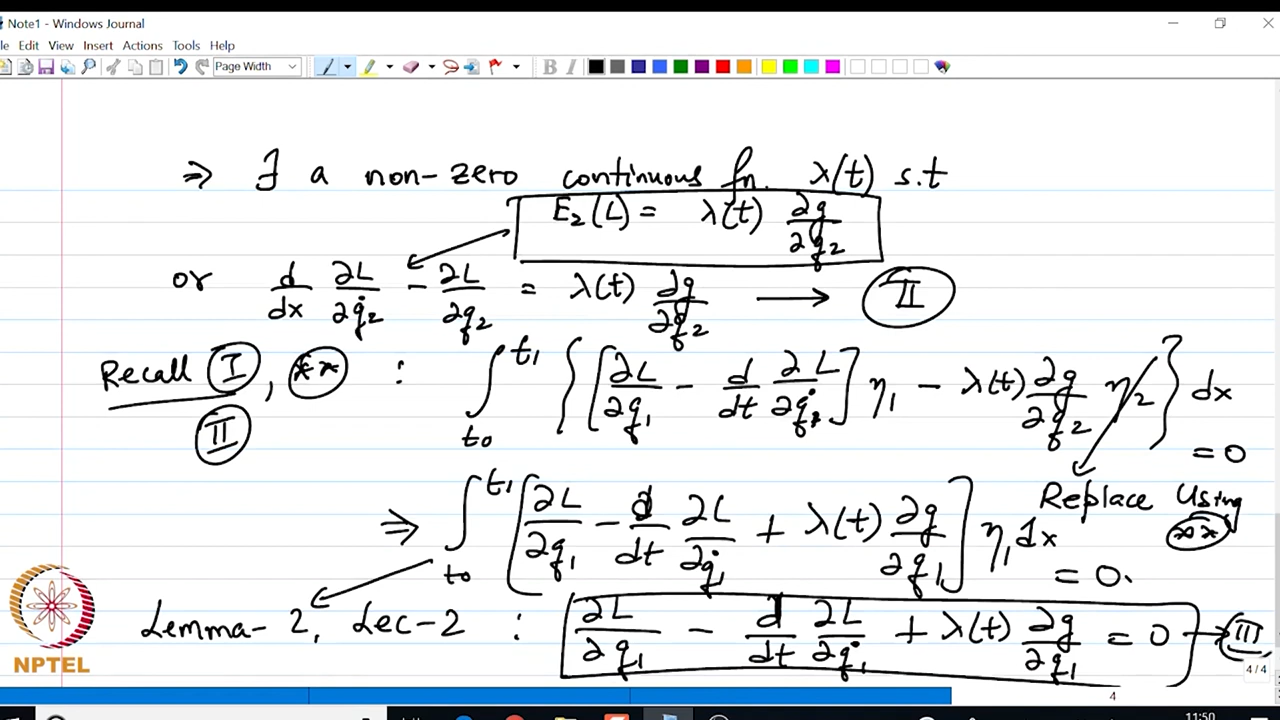 Note1 - Windows Journal
le Edit View Insert Actions Tools Help
Page Width
B I
⇒ ∃ a non-zero continuous fn. λ(t) s.t
E₂(L) = λ(t) ∂g/∂q₂
or d/dx ∂L/∂q̇₂ - ∂L/∂q₂ = λ(t) ∂g/∂q₂ → II
Recall I, ** : ∫_{t₀}^{t₁} { [∂L/∂q₁ - d/dt ∂L/∂q̇₁] η₁ - λ(t) ∂g/∂q₂ η₂ } dx
II = 0
Replace Using
**
⇒ ∫_{t₀}^{t₁} [∂L/∂q₁ - d/dt ∂L/∂q̇₁ + λ(t) ∂g/∂q₁] η₁ dx
= 0.
Lemma-2, Lec-2 : ∂L/∂q₁ - d/dt ∂L/∂q̇₁ + λ(t) ∂g/∂q₁ = 0 → III
NPTEL
4/4
4
11:50